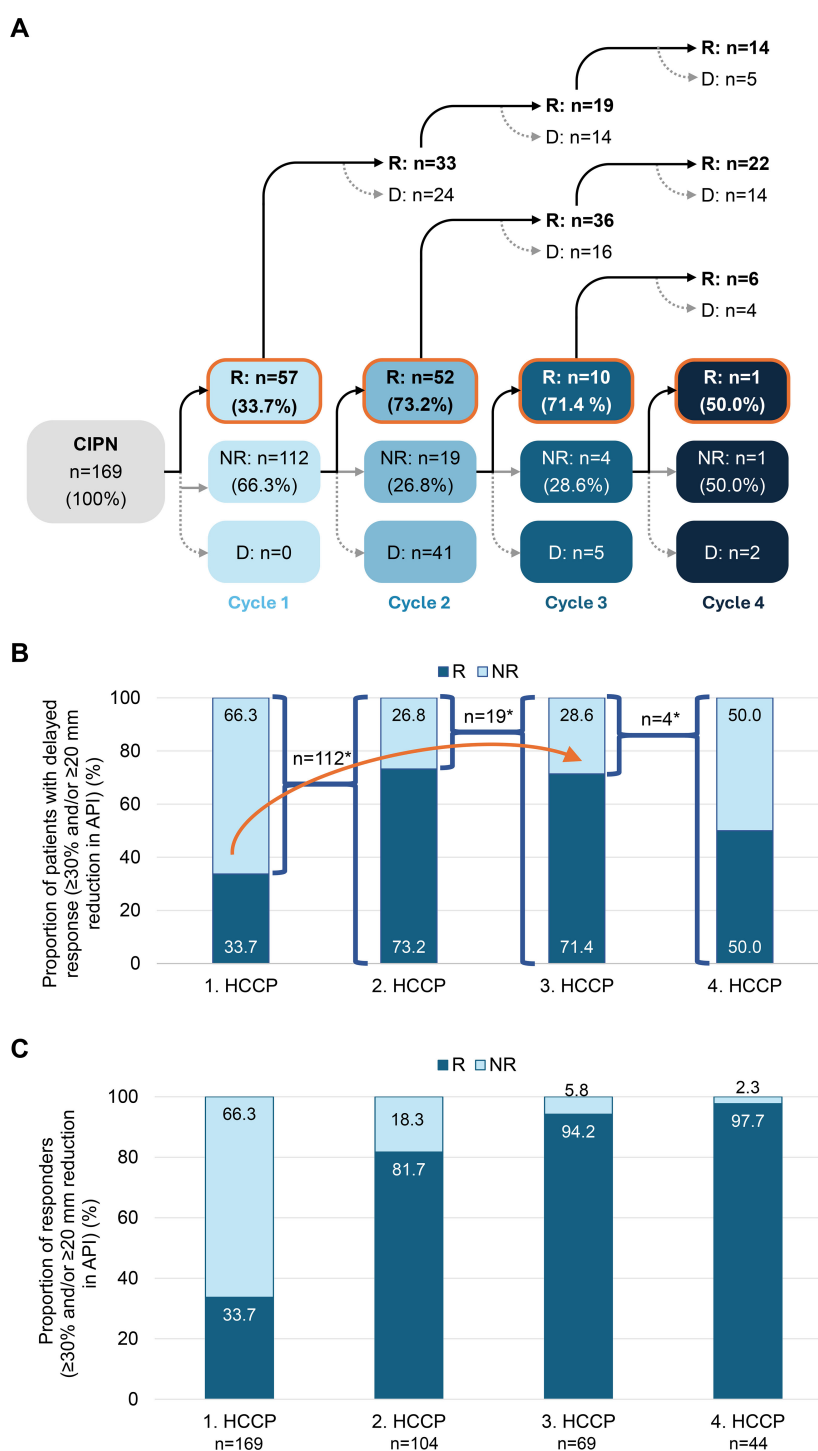 A
R: n=14
D: n=5
R: n=19
D: n=14
R: n=33
D: n=24
R: n=22
D: n=14
R: n=36
D: n=16
R: n=6
D: n=4
CIPN
n=169
(100%)
R: n=57
(33.7%)
R: n=52
(73.2%)
R: n=10
(71.4 %)
R: n=1
(50.0%)
NR: n=112
(66.3%)
NR: n=19
(26.8%)
NR: n=4
(28.6%)
NR: n=1
(50.0%)
D: n=0
D: n=41
D: n=5
D: n=2
Cycle 1
Cycle 2
Cycle 3
Cycle 4
B
R NR
Proportion of patients with delayed
response (≥30% and/or ≥20 mm
reduction in API) (%)
100
80
60
40
20
0
66.3
26.8
28.6
50.0
n=112*
n=19*
n=4*
33.7
73.2
71.4
50.0
1. HCCP
2. HCCP
3. HCCP
4. HCCP
C
R NR
Proportion of responders
(≥30% and/or ≥20 mm reduction
in API) (%)
100
80
60
40
20
0
66.3
18.3
5.8
2.3
33.7
81.7
94.2
97.7
1. HCCP
n=169
2. HCCP
n=104
3. HCCP
n=69
4. HCCP
n=44